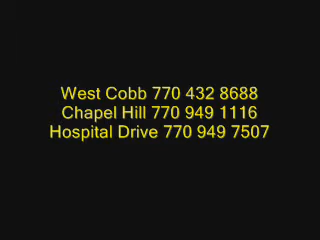 West Cobb 770 432 8688
Chapel Hill 770 949 1116
Hospital Drive 770 949 7507